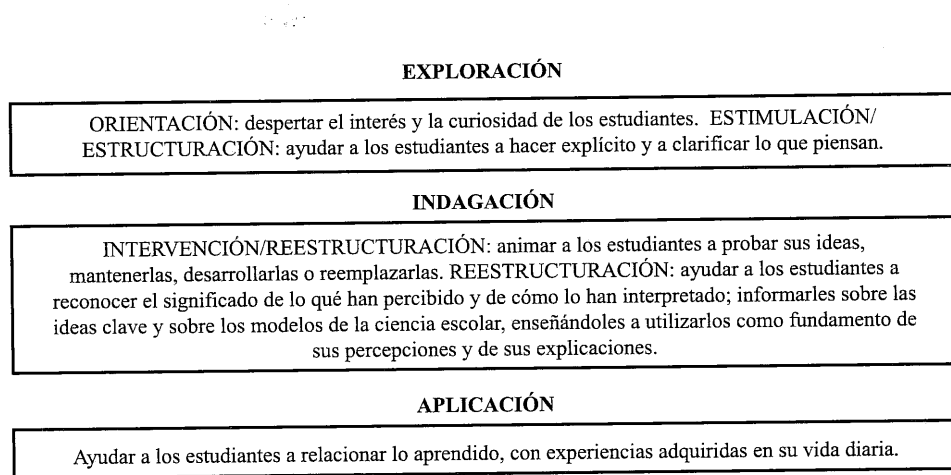 EXPLORACIÓN
ORIENTACIÓN: despertar el interés y la curiosidad de los estudiantes. ESTIMULACIÓN/
ESTRUCTURACIÓN: ayudar a los estudiantes a hacer explícito y a clarificar lo que piensan.
INDAGACIÓN
INTERVENCIÓN/REESTRUCTURACIÓN: animar a los estudiantes a probar sus ideas,
mantenerlas, desarrollarlas o reemplazarlas. REESTRUCTURACIÓN: ayudar a los estudiantes a
reconocer el significado de lo qué han percibido y de cómo lo han interpretado; informarles sobre las
ideas clave y sobre los modelos de la ciencia escolar, enseñándoles a utilizarlos como fundamento de
sus percepciones y de sus explicaciones.
APLICACIÓN
Ayudar a los estudiantes a relacionar lo aprendido, con experiencias adquiridas en su vida diaria.